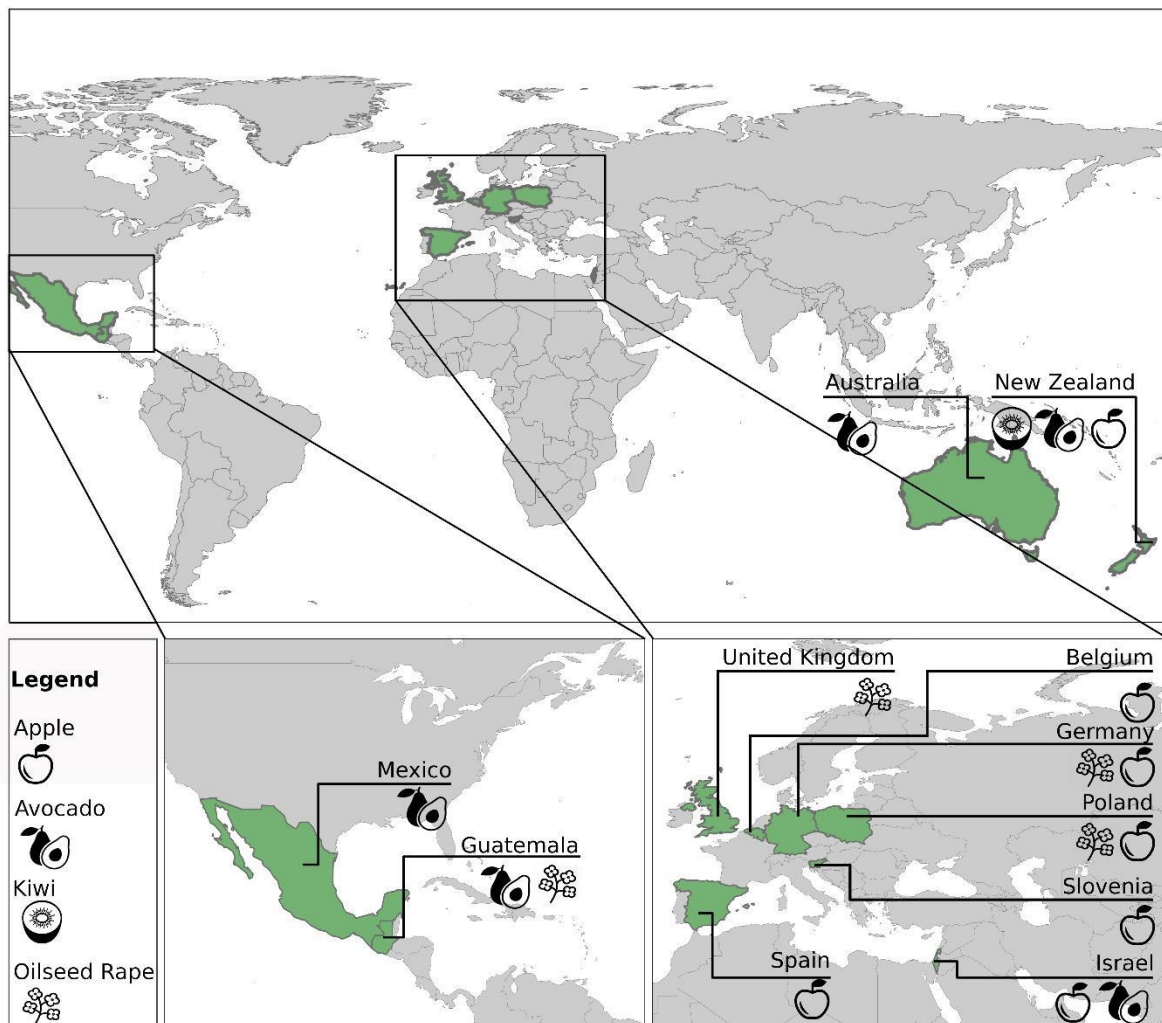 Australia
New Zealand
Legend
Apple
Avocado
Kiwi
Oilseed Rape
Mexico
Guatemala
United Kingdom
Belgium
Germany
Poland
Slovenia
Spain
Israel